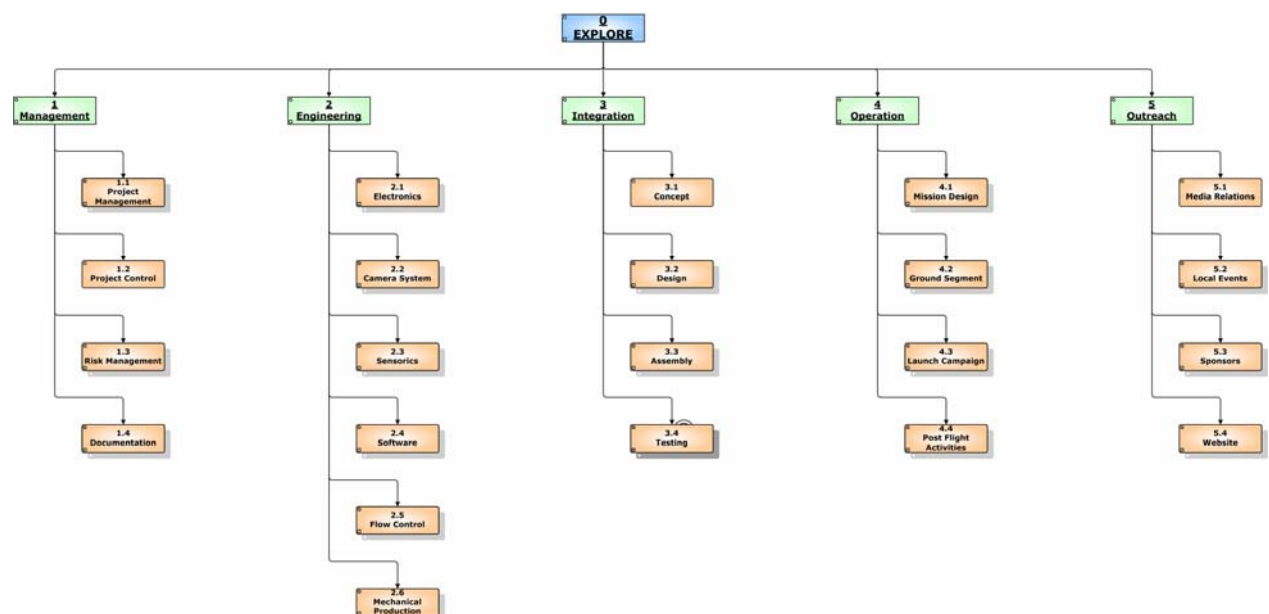 0
EXPLORE
1
Management
2
Engineering
3
Integration
4
Operation
5
Outreach
1.1
Project
Management
2.1
Electronics
3.1
Concept
4.1
Mission Design
5.1
Media Relations
1.2
Project Control
2.2
Camera System
3.2
Design
4.2
Ground Segment
5.2
Local Events
1.3
Risk Management
2.3
Sensorics
3.3
Assembly
4.3
Launch Campaign
5.3
Sponsors
1.4
Documentation
2.4
Software
3.4
Testing
4.4
Post Flight
Activities
5.4
Website
2.5
Flow Control
2.6
Mechanical
Production